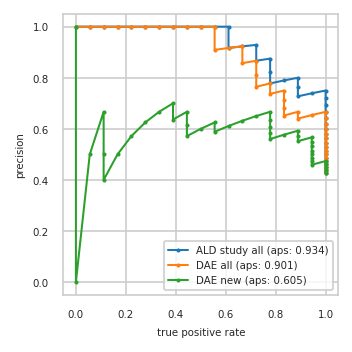 1.0
0.8
0.6
0.4
0.2
0.0
precision
ALD study all (aps: 0.934)
DAE all (aps: 0.901)
DAE new (aps: 0.605)
0.0 0.2 0.4 0.6 0.8 1.0
true positive rate